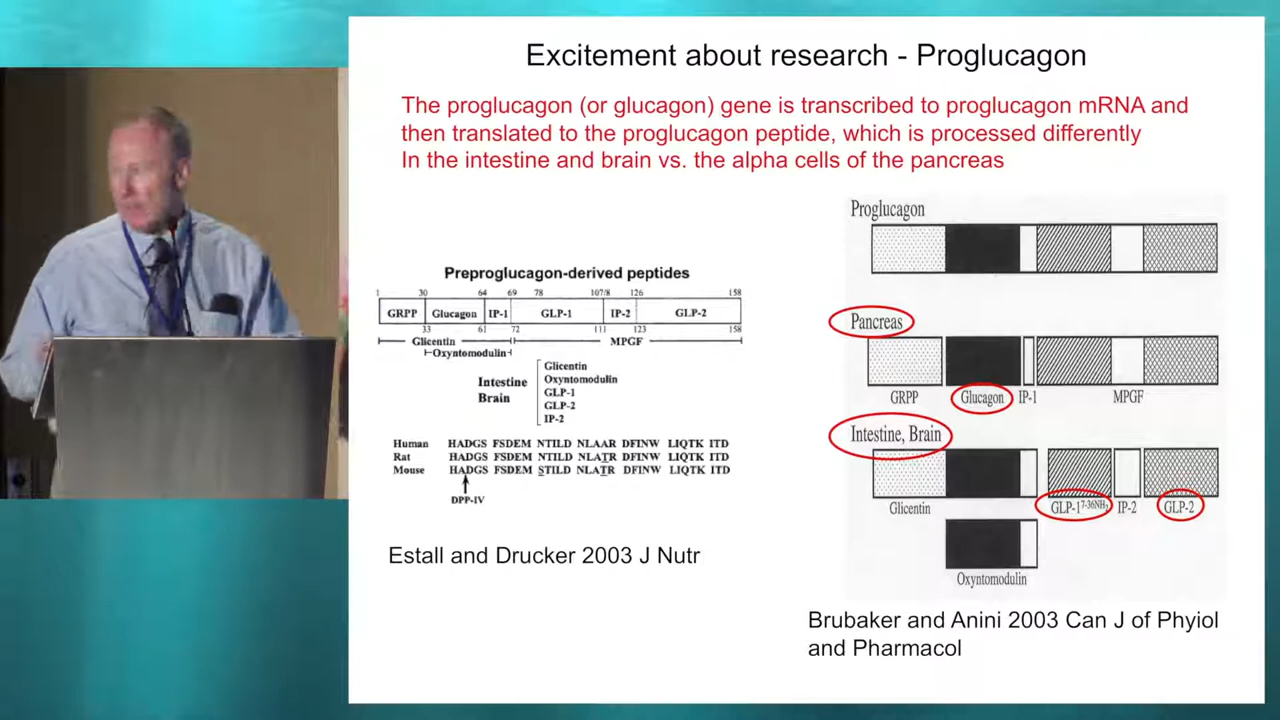 Excitement about research - Proglucagon
The proglucagon (or glucagon) gene is transcribed to proglucagon mRNA and
then translated to the proglucagon peptide, which is processed differently
In the intestine and brain vs. the alpha cells of the pancreas
Preproglucagon-derived peptides
1 30 64 69 78 107/8 126 158
GRPP Glucagon IP-1 GLP-1 IP-2 GLP-2
33 61 72 111 123 158
Glicentin MPGF
Oxyntomodulin
Intestine
Brain
Glicentin
Oxyntomodulin
GLP-1
GLP-2
IP-2
Human HADGS FSDEM NTILD NLAAR DFINW LIQTK ITD
Rat HADGS FSDEM NTILD NLATR DFINW LIQTK ITD
Mouse HADGS FSDEM STILD NLATR DFINW LIQTK ITD
DPP-IV
Estall and Drucker 2003 J Nutr
Proglucagon
Pancreas
GRPP Glucagon IP-1 MPGF
Intestine, Brain
Glicentin GLP-1 7-36NH2 IP-2 GLP-2
Oxyntomodulin
Brubaker and Anini 2003 Can J of Phyiol
and Pharmacol